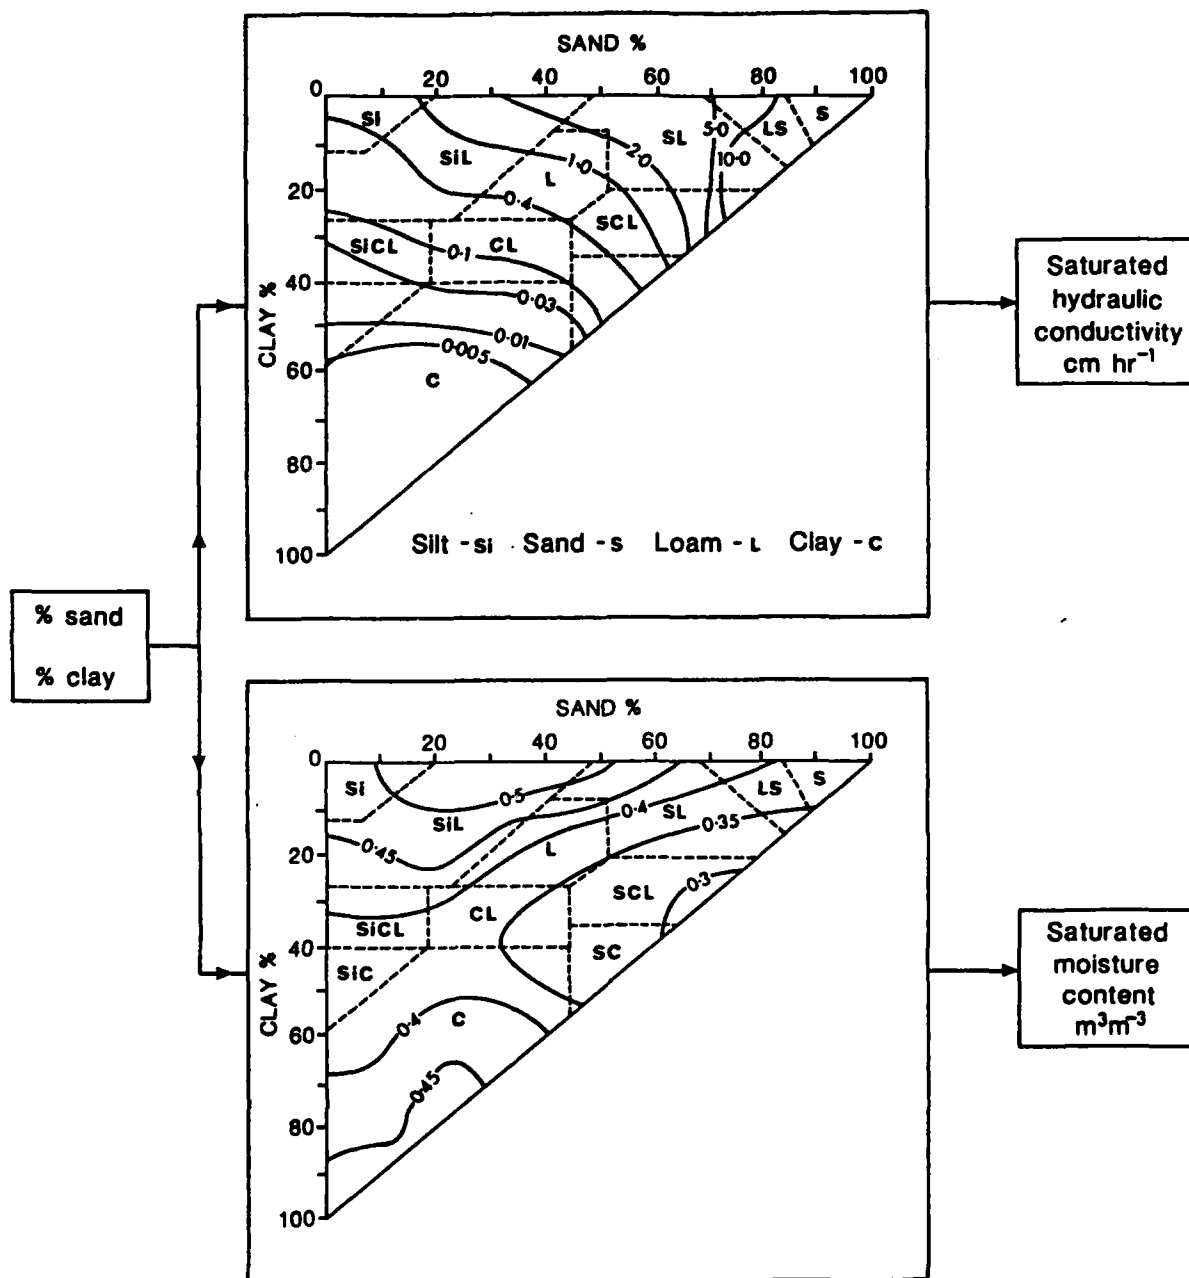 SAND %
0 20 40 60 80 100
Si
SiL
L
SL
LS
S
5·0
10·0
2·0
1·0
0·4
SCL
SiCL
CL
0·1
0·03
0·01
0·005
C
20
40
60
80
100
CLAY %
Silt - si Sand - s Loam - L Clay - c
Saturated
hydraulic
conductivity
cm hr⁻¹
% sand
% clay
SAND %
0 20 40 60 80 100
Si
SiL
0·5
L
0·4
SL
0·35
LS
S
0·45
SCL
0·3
SiCL
CL
SC
SiC
C
0·4
0·45
20
40
60
80
100
CLAY %
Saturated
moisture
content
m³m⁻³